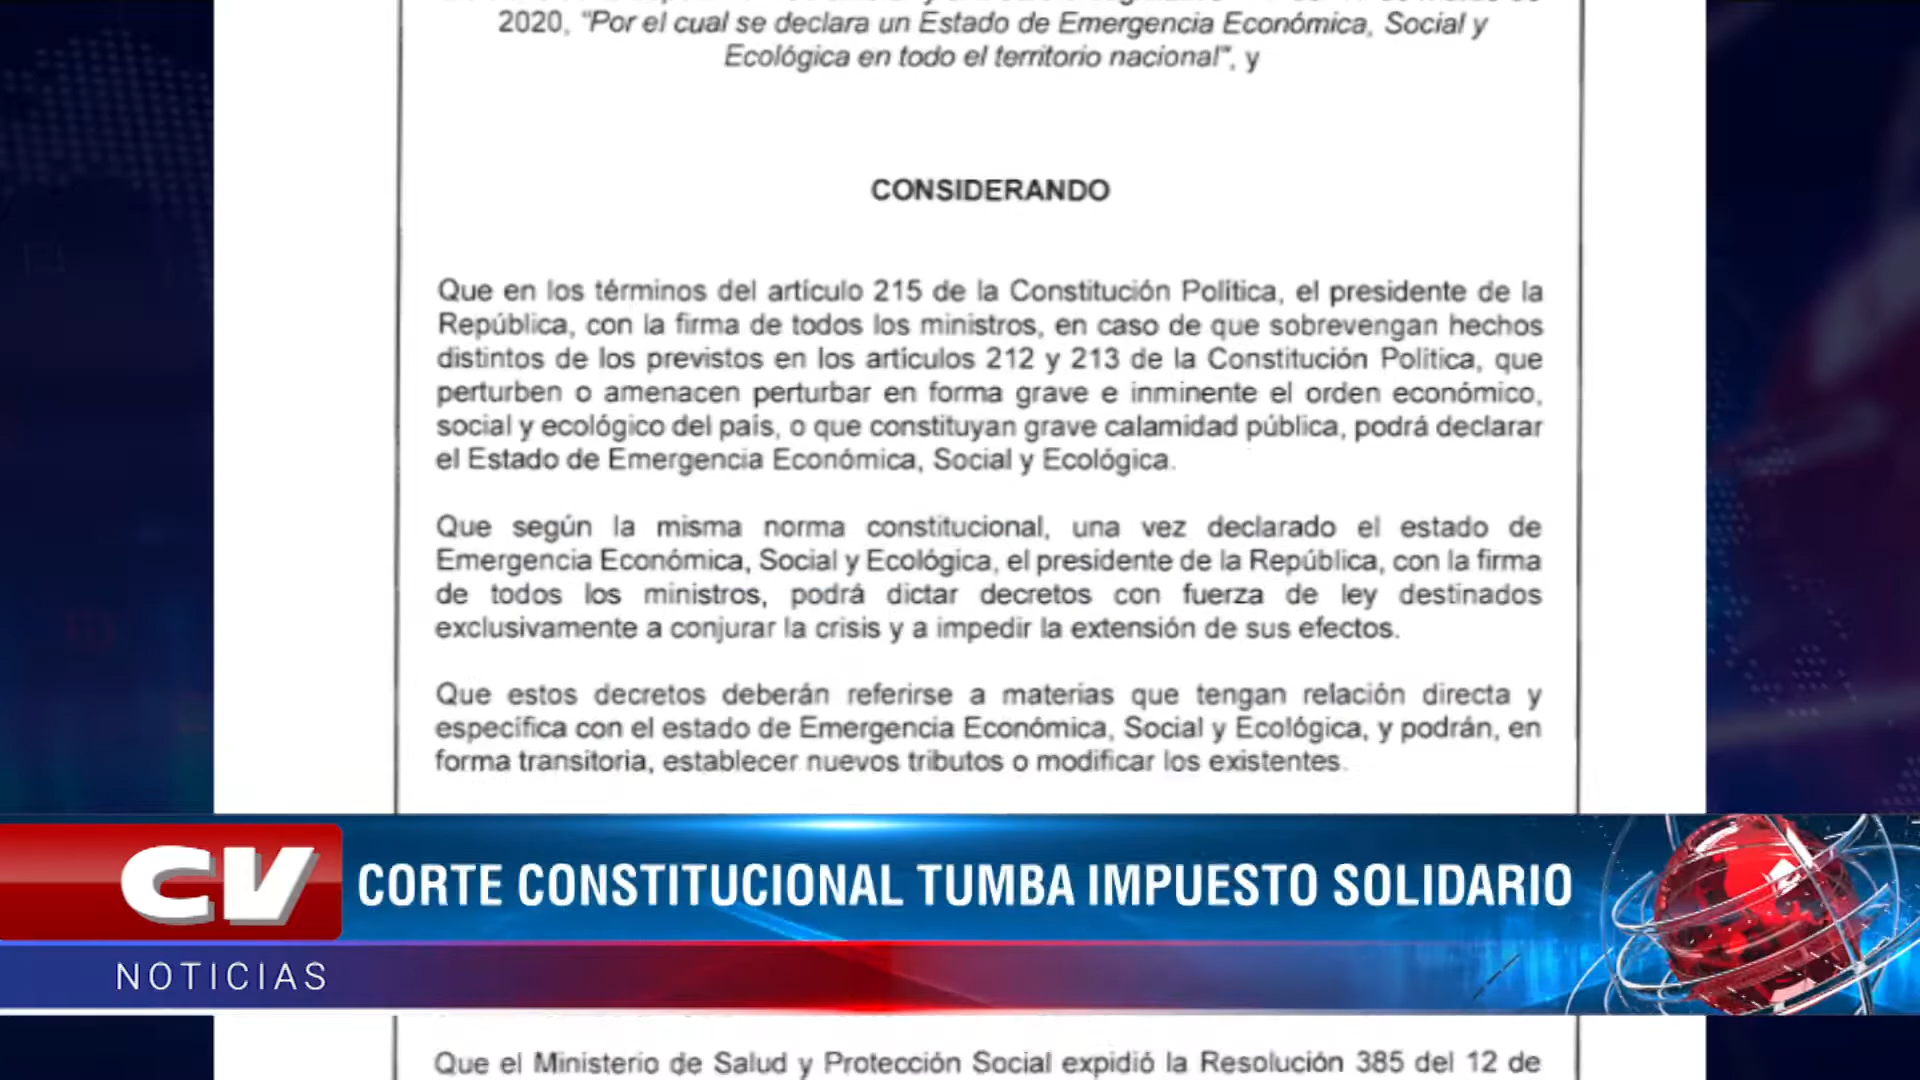 2020, "Por el cual se declara un Estado de Emergencia Económica, Social y
Ecológica en todo el territorio nacional", y
CONSIDERANDO
Que en los términos del artículo 215 de la Constitución Política, el presidente de la
República, con la firma de todos los ministros, en caso de que sobrevengan hechos
distintos de los previstos en los artículos 212 y 213 de la Constitución Política, que
perturben o amenacen perturbar en forma grave e inminente el orden económico,
social y ecológico del país, o que constituyan grave calamidad pública, podrá declarar
el Estado de Emergencia Económica, Social y Ecológica.
Que según la misma norma constitucional, una vez declarado el estado de
Emergencia Económica, Social y Ecológica, el presidente de la República, con la firma
de todos los ministros, podrá dictar decretos con fuerza de ley destinados
exclusivamente a conjurar la crisis y a impedir la extensión de sus efectos.
Que estos decretos deberán referirse a materias que tengan relación directa y
específica con el estado de Emergencia Económica, Social y Ecológica, y podrán, en
forma transitoria, establecer nuevos tributos o modificar los existentes.
CV
CORTE CONSTITUCIONAL TUMBA IMPUESTO SOLIDARIO
NOTICIAS
Que el Ministerio de Salud y Protección Social expidió la Resolución 385 del 12 de